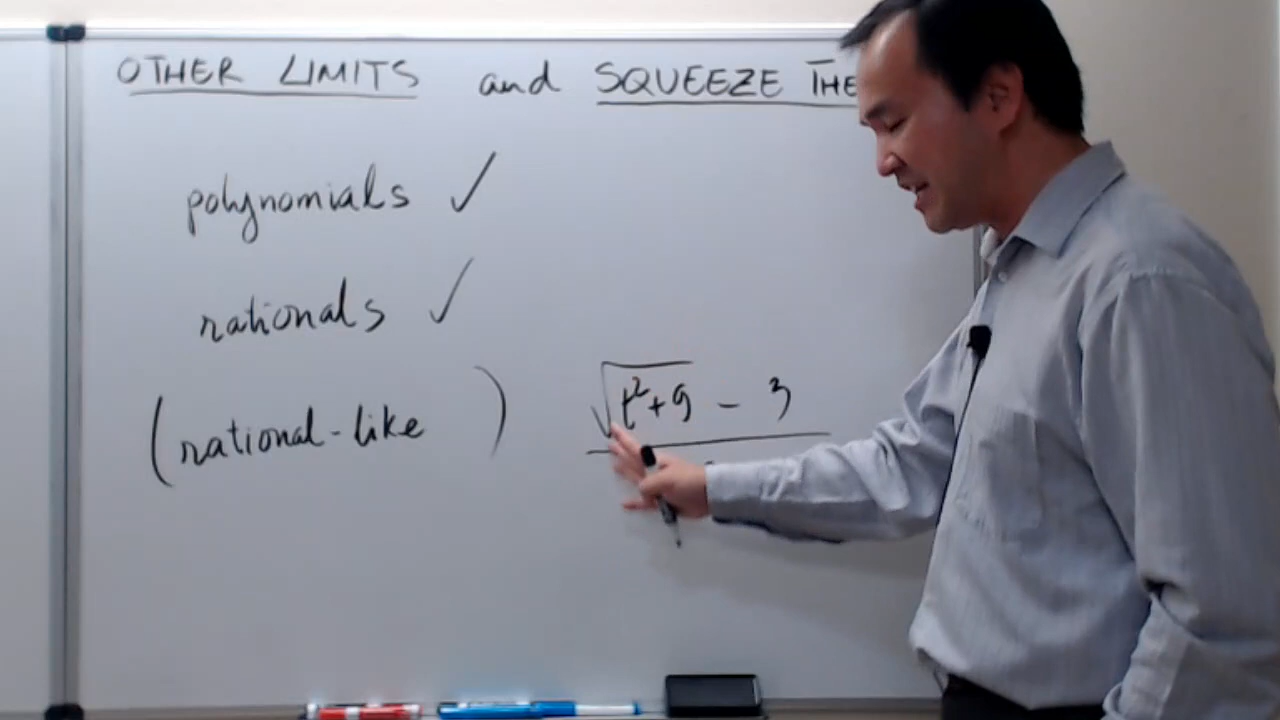 OTHER LIMITS and SQUEEZE THE
polynomials ✓
rationals ✓
(rational-like )
√t²+9 - 3